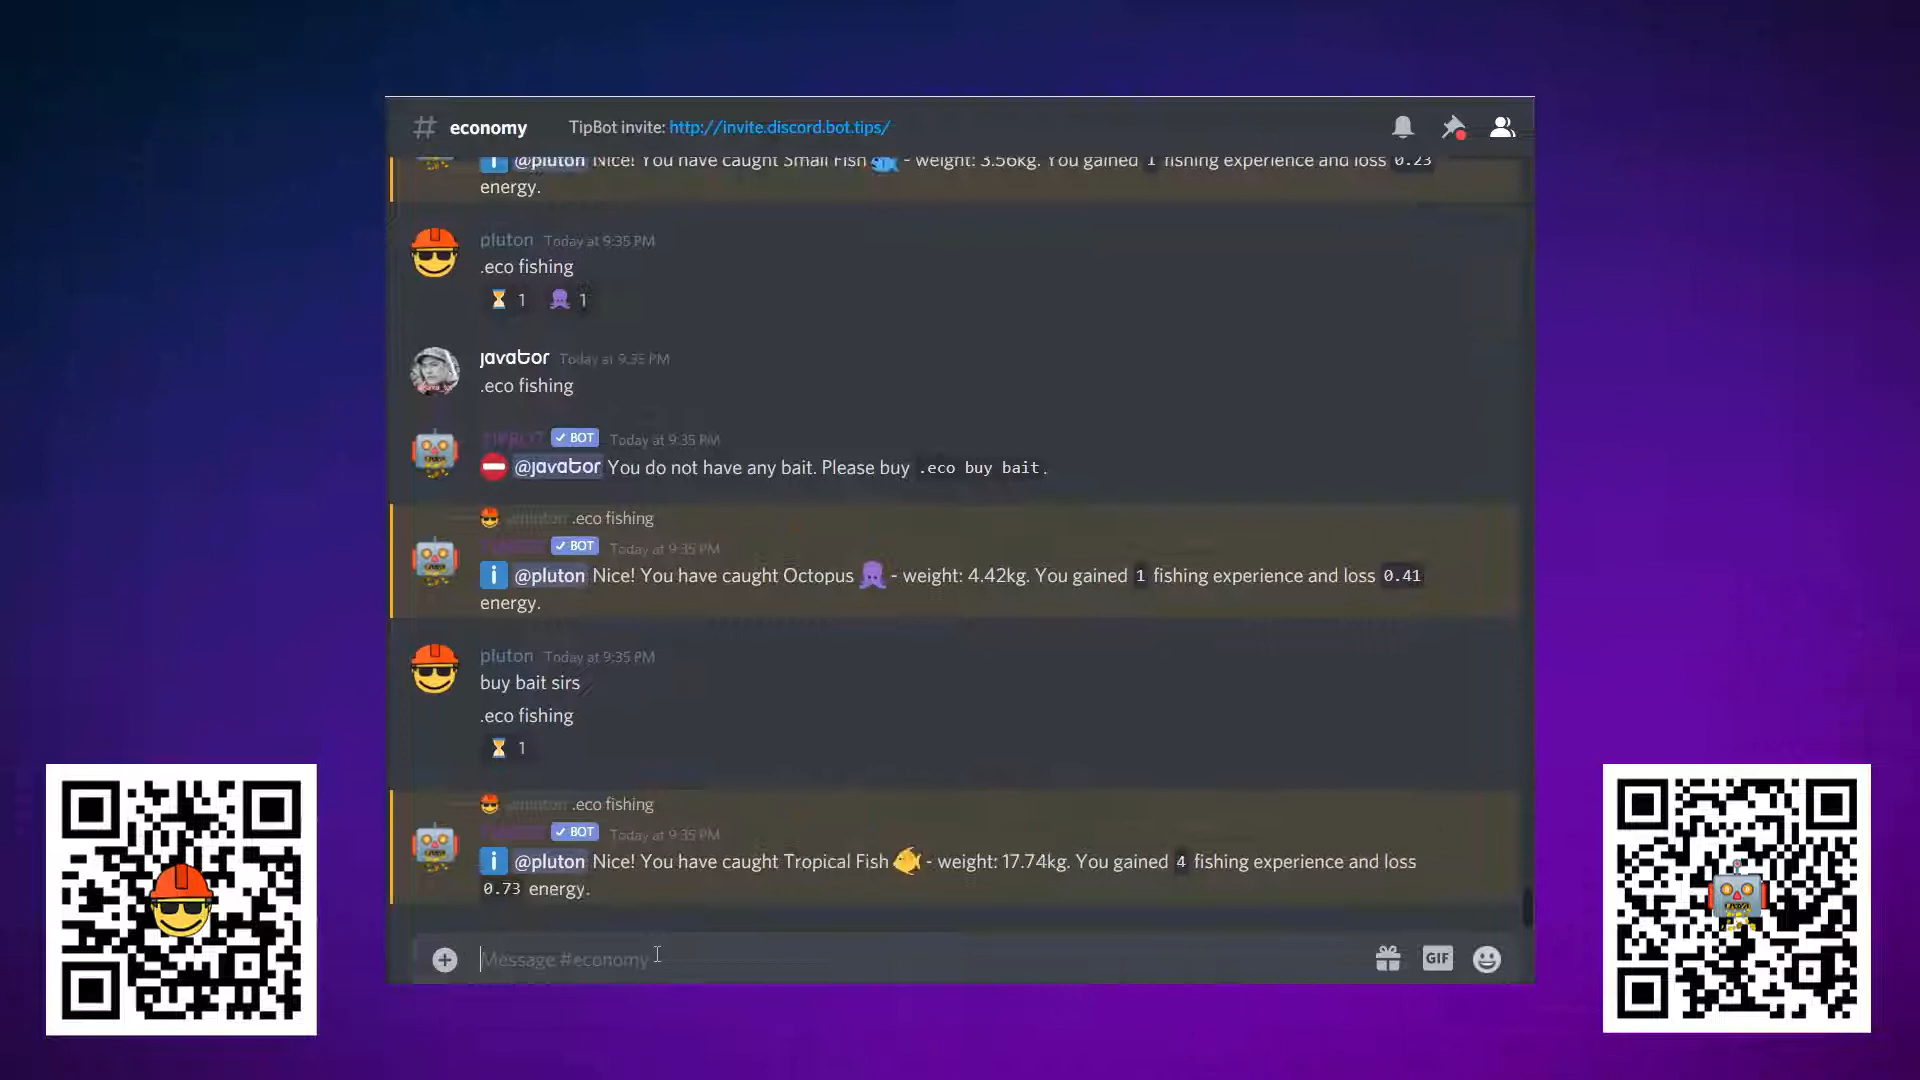 economy TipBot invite: http://invite.discord.bot.tips/
@pluton Nice! You have caught Small Fish - weight: 3.56kg. You gained 1 fishing experience and loss 0.23
energy.
pluton Today at 9:35 PM
.eco fishing
1 1
javator Today at 9:35 PM
.eco fishing
TIPBOT BOT Today at 9:35 PM
@javator You do not have any bait. Please buy .eco buy bait.
.eco fishing
BOT Today at 9:35 PM
@pluton Nice! You have caught Octopus - weight: 4.42kg. You gained 1 fishing experience and loss 0.41
energy.
pluton Today at 9:35 PM
buy bait sirs
.eco fishing
1
.eco fishing
BOT Today at 9:35 PM
@pluton Nice! You have caught Tropical Fish - weight: 17.74kg. You gained 4 fishing experience and loss
0.73 energy.
Message #economy
GIF